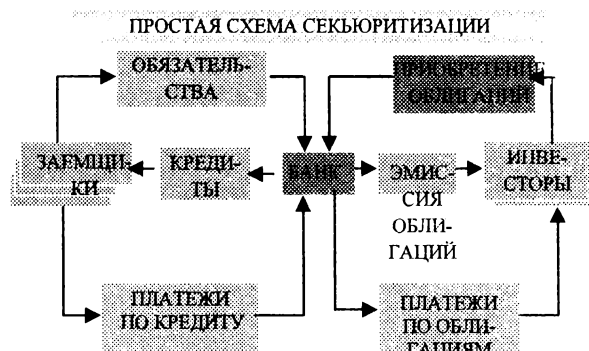 ПРОСТАЯ СХЕМА СЕКЬЮРИТИЗАЦИИ
ОБЯЗАТЕЛЬ-
СТВА
ПРИОБРЕТЕНИЕ
ОБЛИГАЦИЙ
ЗАЕМЩИ-
КИ
КРЕДИ-
ТЫ
БАНК
ЭМИС-
СИЯ
ОБЛИ-
ГАЦИЙ
ИНВЕ-
СТОРЫ
ПЛАТЕЖИ
ПО КРЕДИТУ
ПЛАТЕЖИ
ПО ОБЛИ-
ГАЦИЯМ